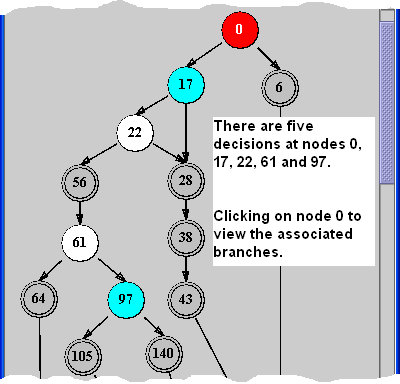 0
17
6
22
There are five
decisions at nodes 0,
17, 22, 61 and 97.
56
28
Clicking on node 0 to
view the associated
branches.
38
61
64
97
43
105
140